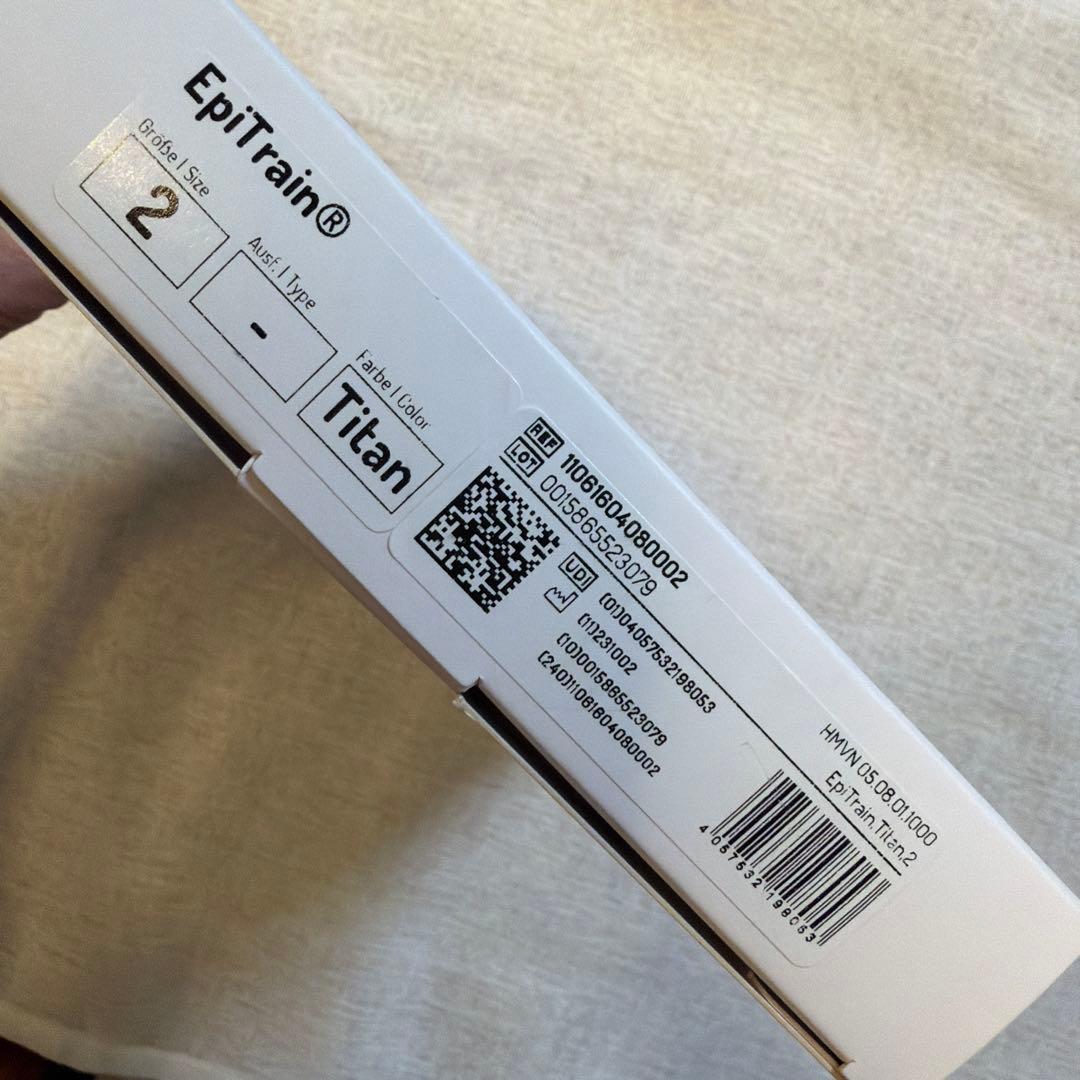 EpiTrain®
Größe | Size
2
Ausf. | Type
-
Farbe | Color
Titan
REF 11061604080002
LOT 0015865523079
UDI (01)04057532198053
(11)231002
(10)0015865523079
(240)11061604080002
HMVN 05.08.01.1000
EpiTrain.Titan.2
4 057532 198053